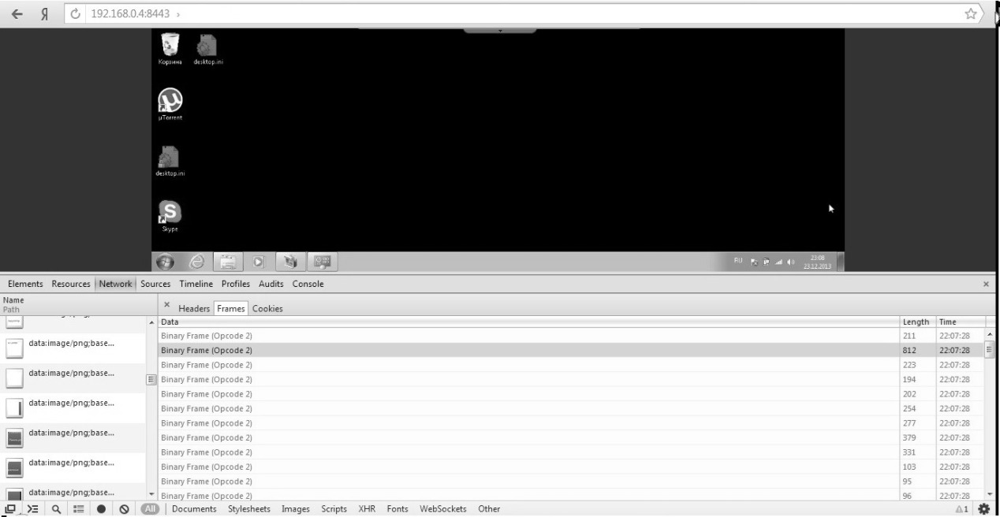 Я 192.168.0.4:8443 ›
Корзина desktop.ini
µTorrent
desktop.ini
Skype
RU 23:08
23.12.2013
Elements Resources Network Sources Timeline Profiles Audits Console ×
Name
Path
× Headers Frames Cookies
Data Length Time
Binary Frame (Opcode 2) 211 22:07:28
data:image/png;base... Binary Frame (Opcode 2) 812 22:07:28
Binary Frame (Opcode 2) 223 22:07:28
data:image/png;base... Binary Frame (Opcode 2) 194 22:07:28
Binary Frame (Opcode 2) 202 22:07:28
data:image/png;base... Binary Frame (Opcode 2) 254 22:07:28
Binary Frame (Opcode 2) 277 22:07:28
data:image/png;base... Binary Frame (Opcode 2) 379 22:07:28
Binary Frame (Opcode 2) 331 22:07:28
data:image/png;base... Binary Frame (Opcode 2) 103 22:07:28
Binary Frame (Opcode 2) 95 22:07:28
data:image/png;base... Binary Frame (Opcode 2) 96 22:07:28
All Documents Stylesheets Images Scripts XHR Fonts WebSockets Other 1